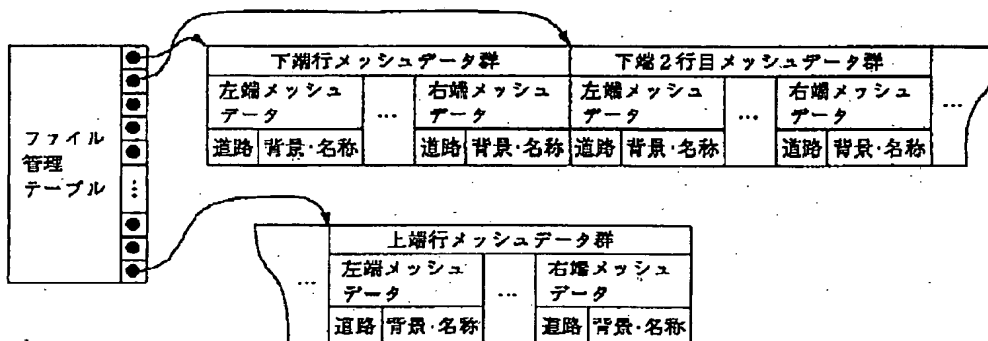 ファイル
管理
テーブル
下端行メッシュデータ群
下端2行目メッシュデータ群
左端メッシュ
データ
…
右端メッシュ
データ
左端メッシュ
データ
…
右端メッシュ
データ
…
道路 背景・名称
道路 背景・名称
道路 背景・名称
道路 背景・名称
上端行メッシュデータ群
…
左端メッシュ
データ
…
右端メッシュ
データ
道路 背景・名称
道路 背景・名称